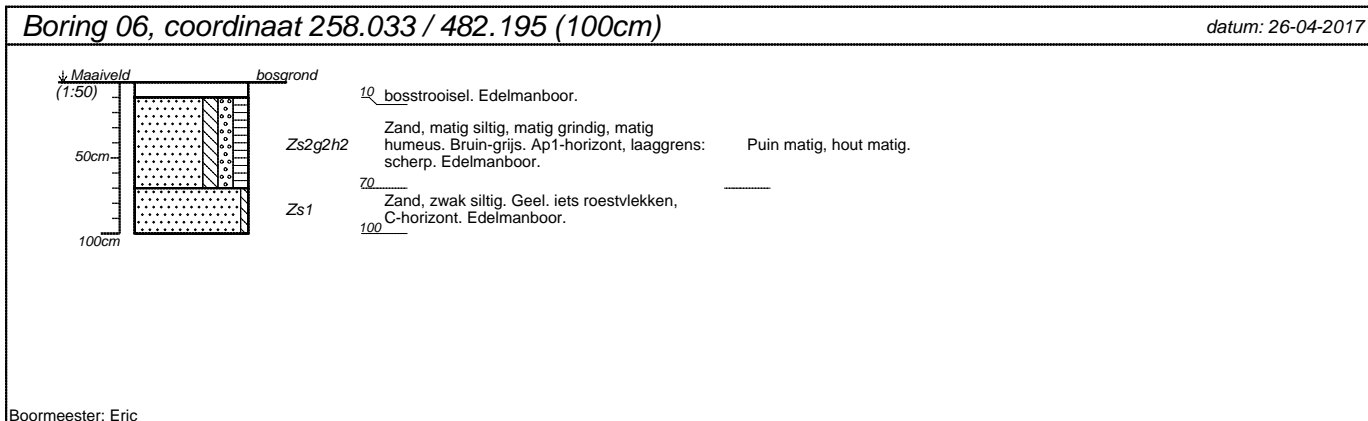 Boring 06, coordinaat 258.033 / 482.195 (100cm)
datum: 26-04-2017
Maaiveld
bosgrond
(1:50)
10
bosstrooisel. Edelmanboor.
Zs2g2h2
Zand, matig siltig, matig grindig, matig
humeus. Bruin-grijs. Ap1-horizont, laaggrens:
scherp. Edelmanboor.
Puin matig, hout matig.
50cm
70
Zs1
Zand, zwak siltig. Geel. iets roestvlekken,
C-horizont. Edelmanboor.
100
100cm
Boormeester: Eric